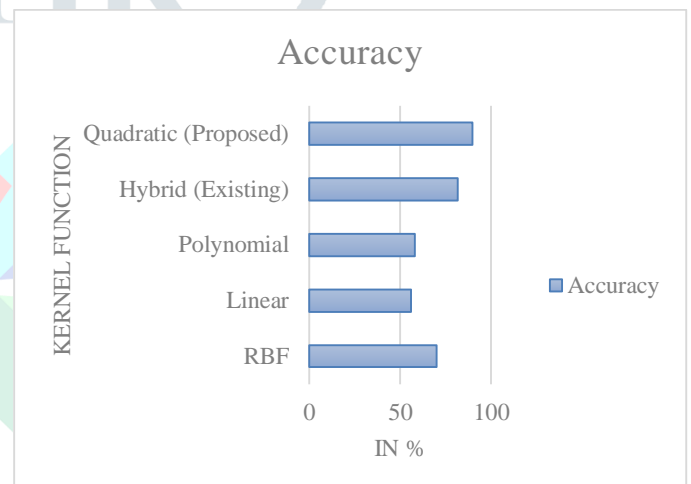 Accuracy
KERNEL FUNCTION
Quadratic (Proposed)
Hybrid (Existing)
Polynomial
Linear
RBF
0 50 100
IN %
Accuracy